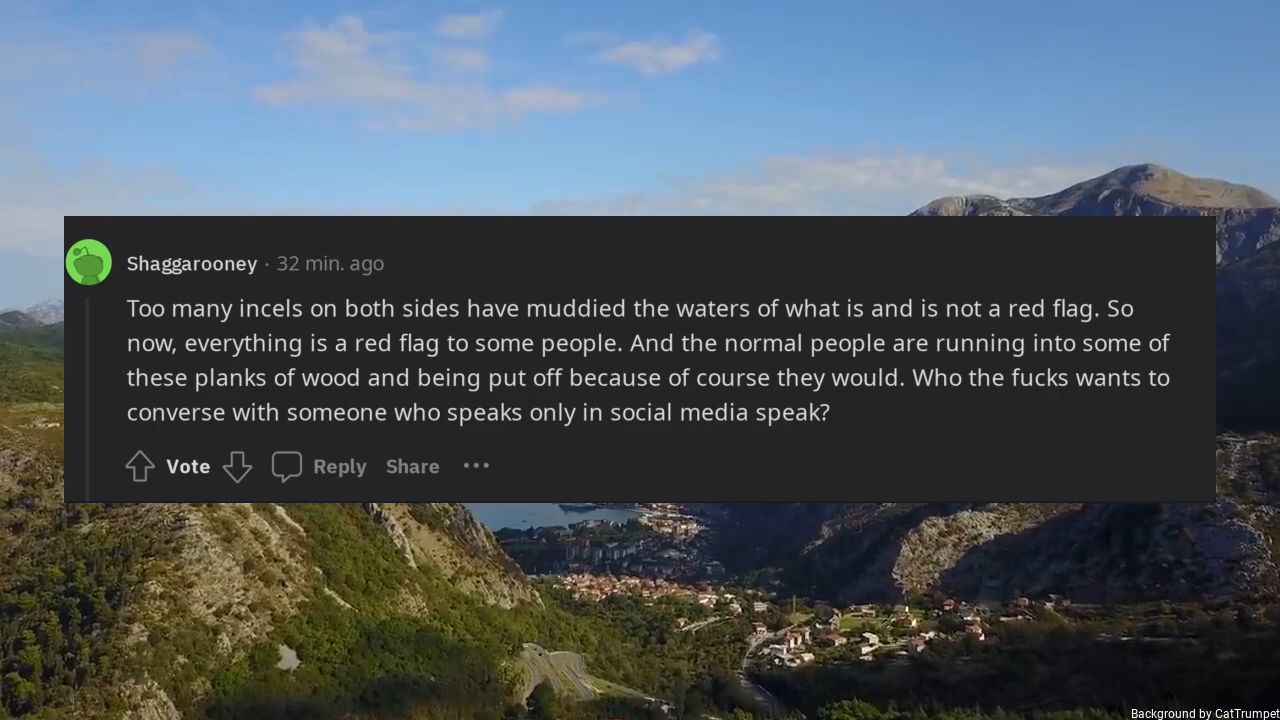 Shaggarooney · 32 min. ago
Too many incels on both sides have muddied the waters of what is and is not a red flag. So
now, everything is a red flag to some people. And the normal people are running into some of
these planks of wood and being put off because of course they would. Who the fucks wants to
converse with someone who speaks only in social media speak?
Vote Reply Share
Background by CatTrumpet